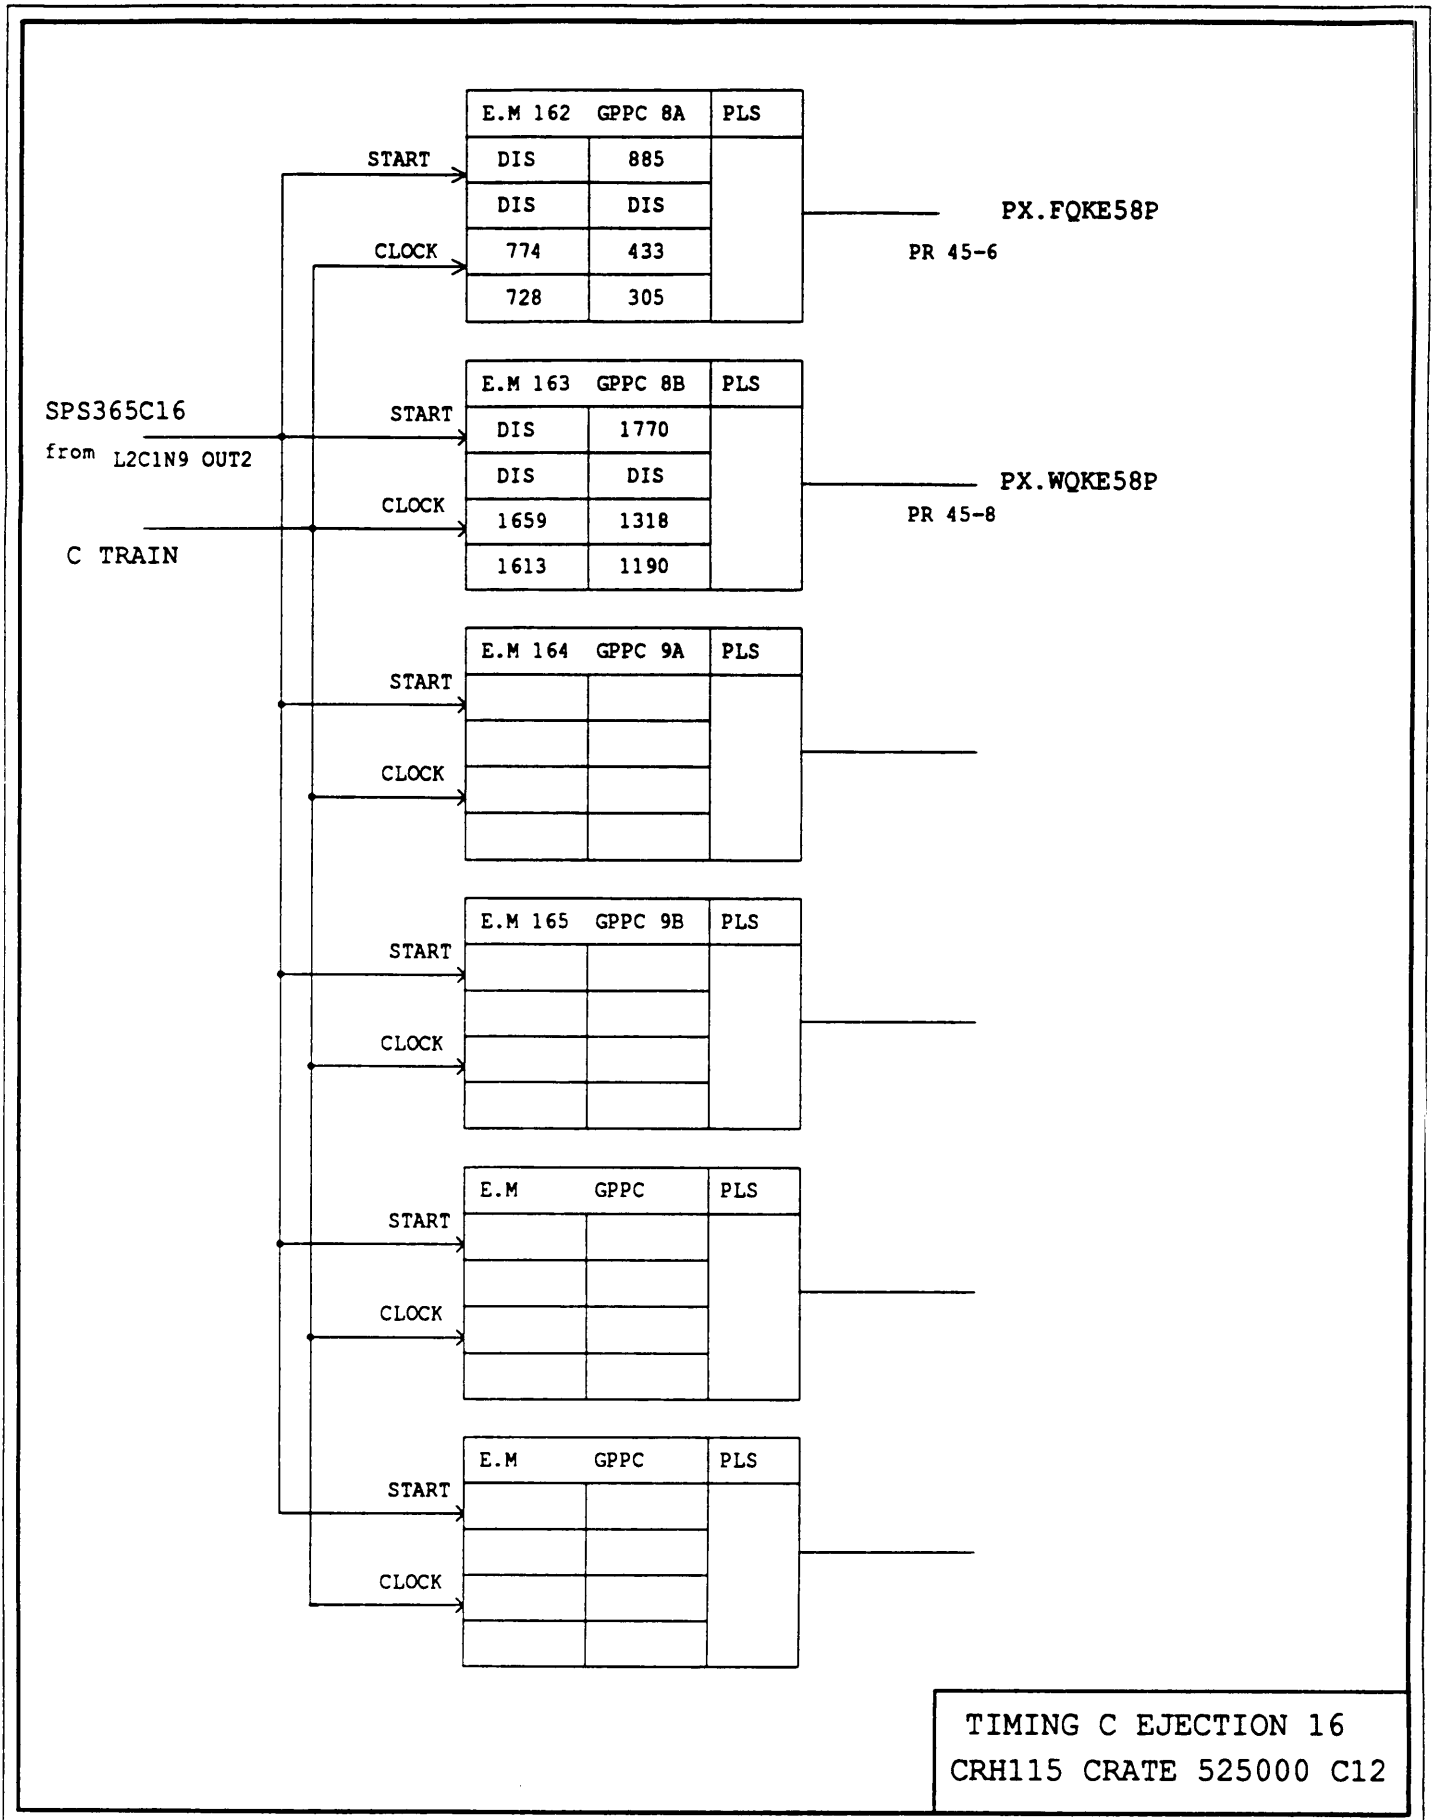 E.M 162 GPPC 8A PLS
START DIS 885
DIS DIS
PX.FQKE58P
CLOCK 774 433
PR 45-6
728 305
E.M 163 GPPC 8B PLS
SPS365C16
START DIS 1770
from L2C1N9 OUT2
DIS DIS
PX.WQKE58P
CLOCK 1659 1318
PR 45-8
C TRAIN
1613 1190
E.M 164 GPPC 9A PLS
START
CLOCK
E.M 165 GPPC 9B PLS
START
CLOCK
E.M GPPC PLS
START
CLOCK
E.M GPPC PLS
START
CLOCK
TIMING C EJECTION 16
CRH115 CRATE 525000 C12